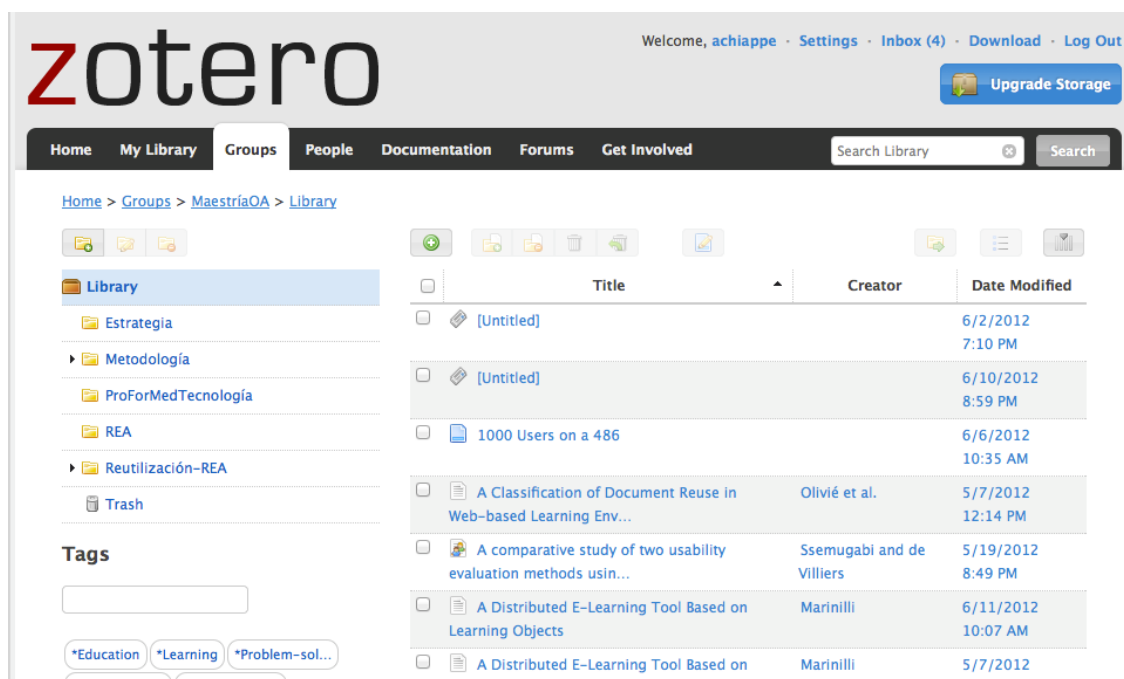 zotero
Welcome, achiappe · Settings · Inbox (4) · Download · Log Out
Upgrade Storage
Home My Library Groups People Documentation Forums Get Involved
Search Library Search
Home > Groups > MaestríaOA > Library
Library
Estrategia
Metodología
ProForMedTecnología
REA
Reutilización-REA
Trash
Tags
*Education *Learning *Problem-sol...
Title Creator Date Modified
[Untitled] 6/2/2012
7:10 PM
[Untitled] 6/10/2012
8:59 PM
1000 Users on a 486 6/6/2012
10:35 AM
A Classification of Document Reuse in Olivié et al. 5/7/2012
Web-based Learning Env... 12:14 PM
A comparative study of two usability Ssemugabi and de 5/19/2012
evaluation methods usin... Villiers 8:49 PM
A Distributed E-Learning Tool Based on Marinilli 6/11/2012
Learning Objects 10:07 AM
A Distributed E-Learning Tool Based on Marinilli 5/7/2012